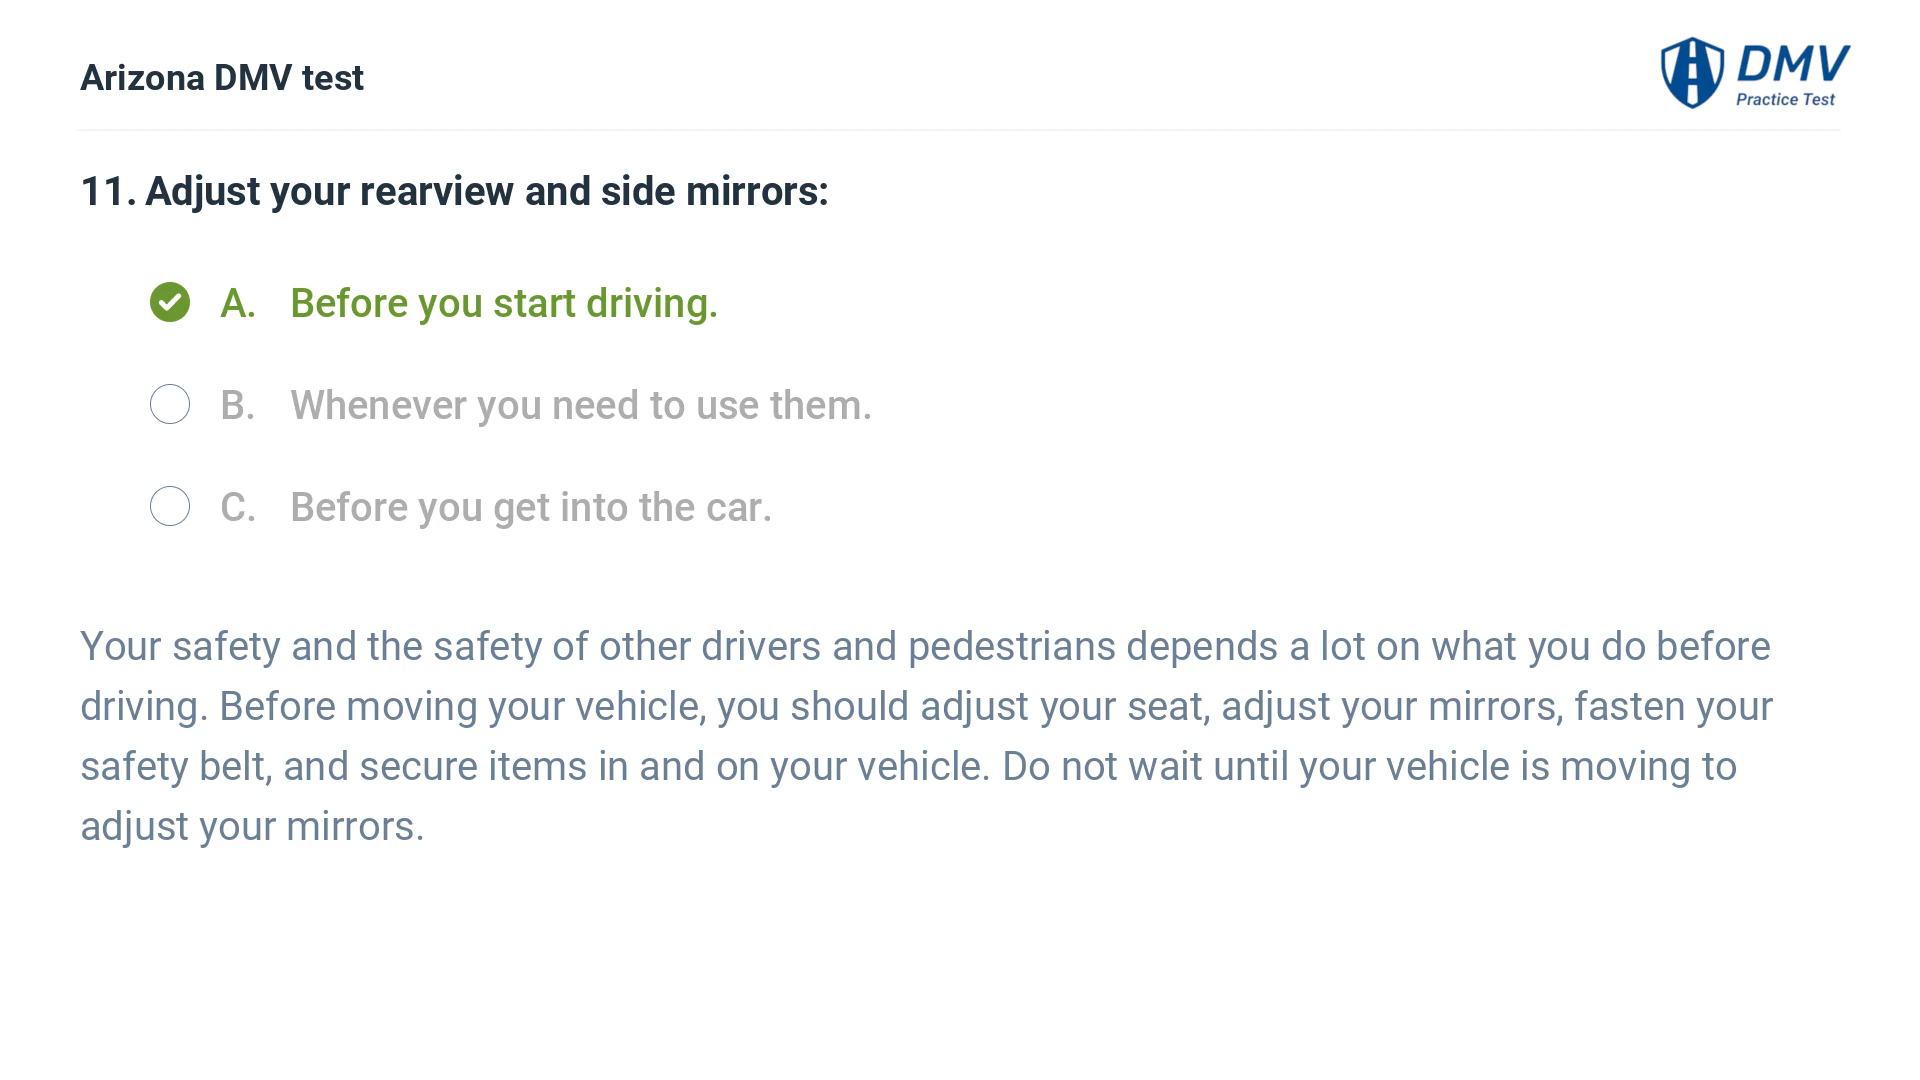 Arizona DMV test
DMV
Practice Test
11. Adjust your rearview and side mirrors:
A. Before you start driving.
B. Whenever you need to use them.
C. Before you get into the car.
Your safety and the safety of other drivers and pedestrians depends a lot on what you do before
driving. Before moving your vehicle, you should adjust your seat, adjust your mirrors, fasten your
safety belt, and secure items in and on your vehicle. Do not wait until your vehicle is moving to
adjust your mirrors.